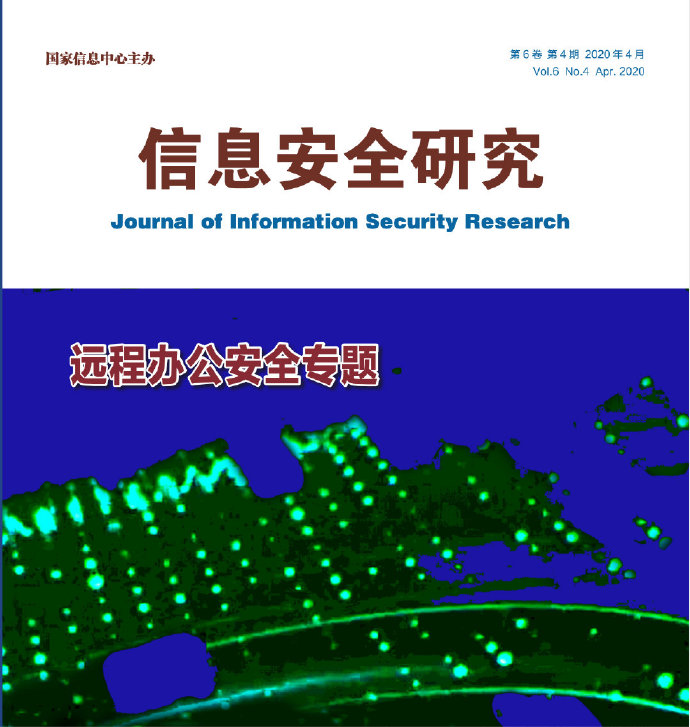 国家信息中心主办
第6卷 第4期 2020年4月
Vol.6 No.4 Apr. 2020
信息安全研究
Journal of Information Security Research
远程办公安全专题